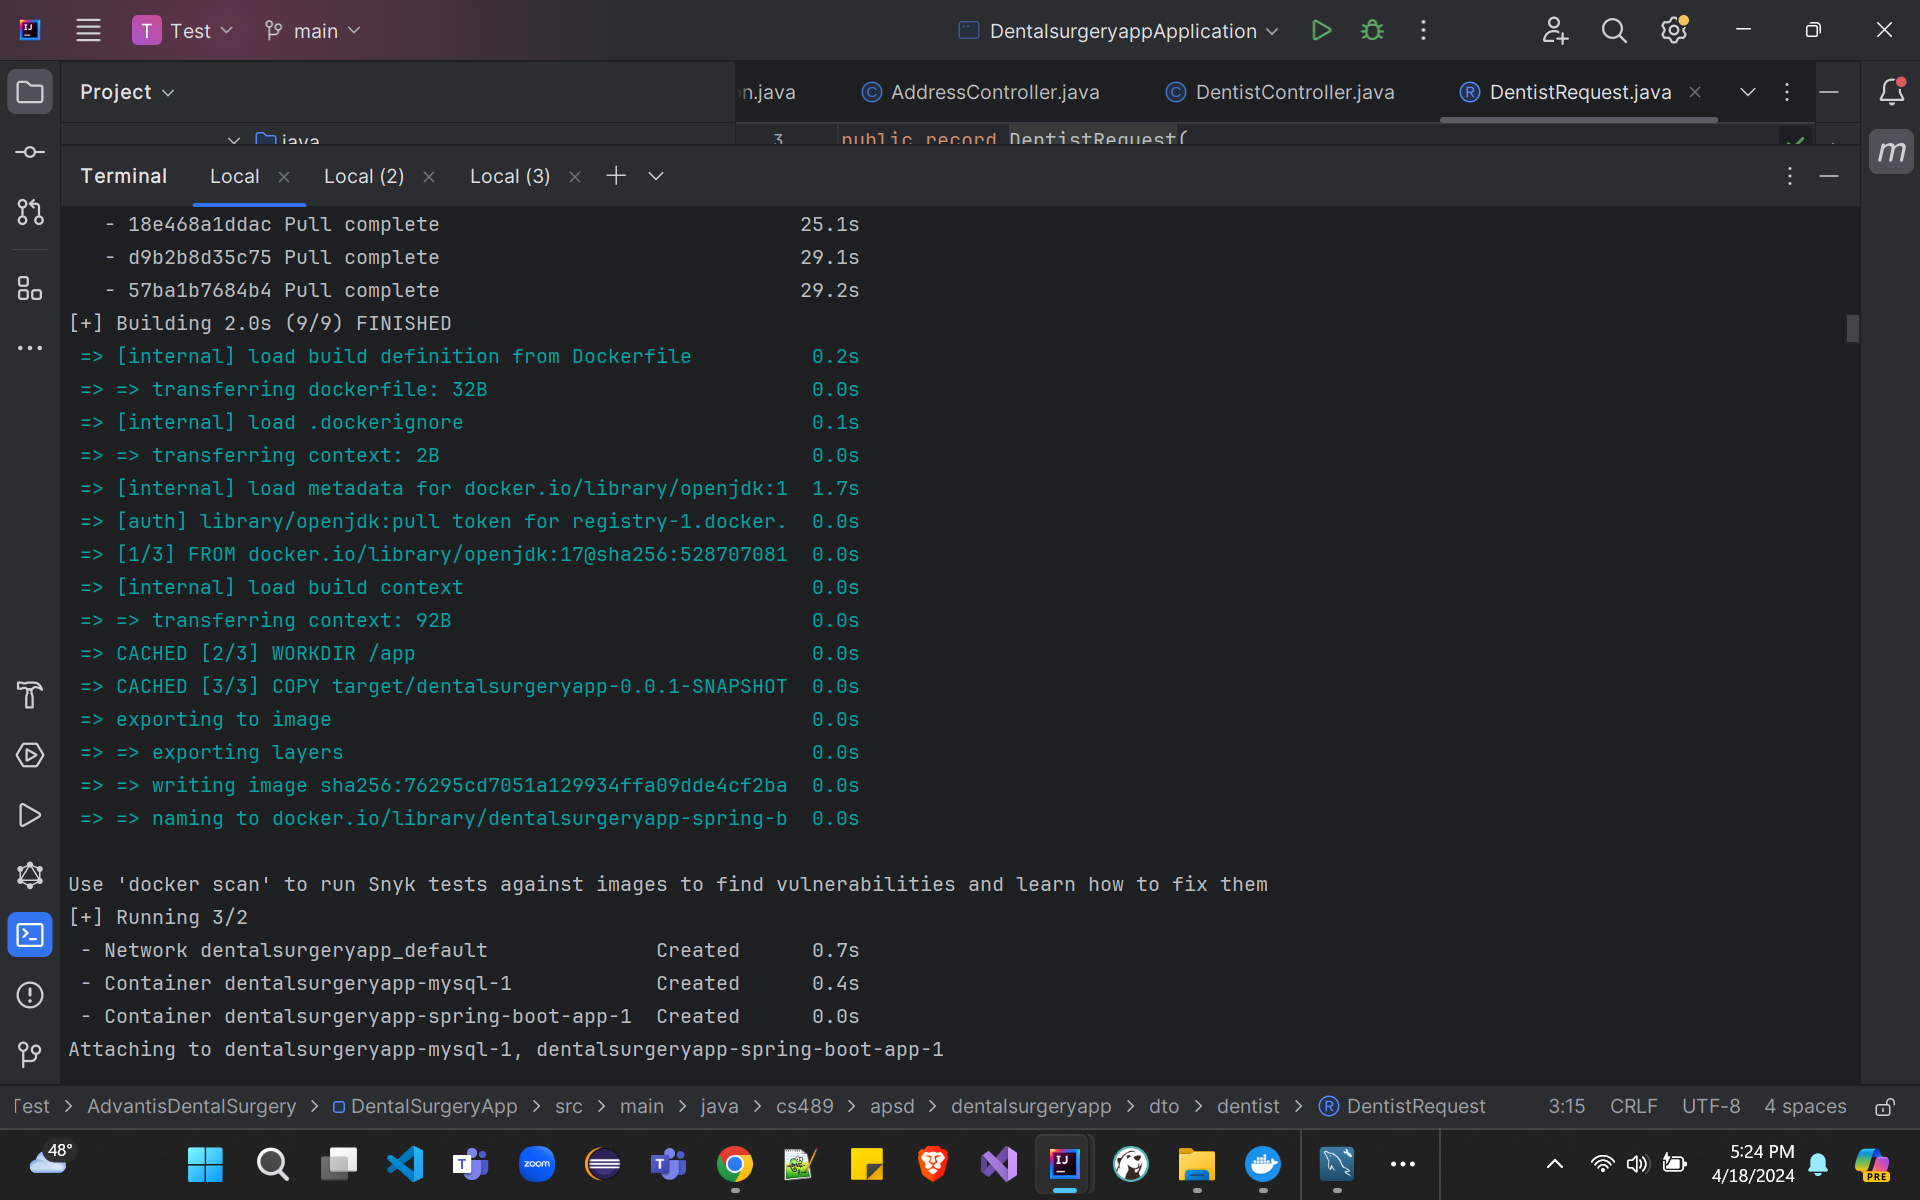 T Test main DentalsurgeryappApplication
Project n.java AddressController.java DentistController.java DentistRequest.java
java 3 public record DentistRequest(
Terminal Local Local (2) Local (3)
- 18e468a1ddac Pull complete 25.1s
- d9b2b8d35c75 Pull complete 29.1s
- 57ba1b7684b4 Pull complete 29.2s
[+] Building 2.0s (9/9) FINISHED
=> [internal] load build definition from Dockerfile 0.2s
=> => transferring dockerfile: 32B 0.0s
=> [internal] load .dockerignore 0.1s
=> => transferring context: 2B 0.0s
=> [internal] load metadata for docker.io/library/openjdk:1 1.7s
=> [auth] library/openjdk:pull token for registry-1.docker. 0.0s
=> [1/3] FROM docker.io/library/openjdk:17@sha256:528707081 0.0s
=> [internal] load build context 0.0s
=> => transferring context: 92B 0.0s
=> CACHED [2/3] WORKDIR /app 0.0s
=> CACHED [3/3] COPY target/dentalsurgeryapp-0.0.1-SNAPSHOT 0.0s
=> exporting to image 0.0s
=> => exporting layers 0.0s
=> => writing image sha256:76295cd7051a129934ffa09dde4cf2ba 0.0s
=> => naming to docker.io/library/dentalsurgeryapp-spring-b 0.0s
Use 'docker scan' to run Snyk tests against images to find vulnerabilities and learn how to fix them
[+] Running 3/2
- Network dentalsurgeryapp_default Created 0.7s
- Container dentalsurgeryapp-mysql-1 Created 0.4s
- Container dentalsurgeryapp-spring-boot-app-1 Created 0.0s
Attaching to dentalsurgeryapp-mysql-1, dentalsurgeryapp-spring-boot-app-1
Test > AdvantisDentalSurgery > DentalSurgeryApp > src > main > java > cs489 > apsd > dentalsurgeryapp > dto > dentist > DentistRequest 3:15 CRLF UTF-8 4 spaces
48° zoom 5:24 PM
4/18/2024 PRE